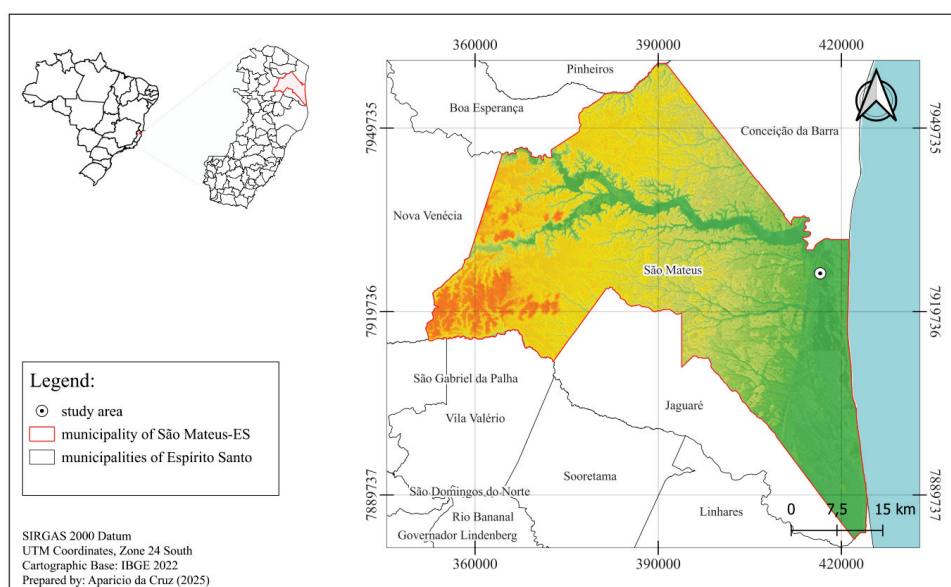 360000
390000
420000
Pinheiros
Boa Esperança
7949735
Conceição da Barra
7949735
Nova Venécia
São Mateus
7919736
7919736
Legend:
study area
municipality of São Mateus-ES
municipalities of Espírito Santo
São Gabriel da Palha
Jaguaré
Vila Valério
Sooretama
São Domingos do Norte
7889737
7889737
Linhares
Rio Bananal
Governador Lindenberg
0 7,5 15 km
SIRGAS 2000 Datum
UTM Coordinates, Zone 24 South
Cartographic Base: IBGE 2022
Prepared by: Aparicio da Cruz (2025)
360000
390000
420000